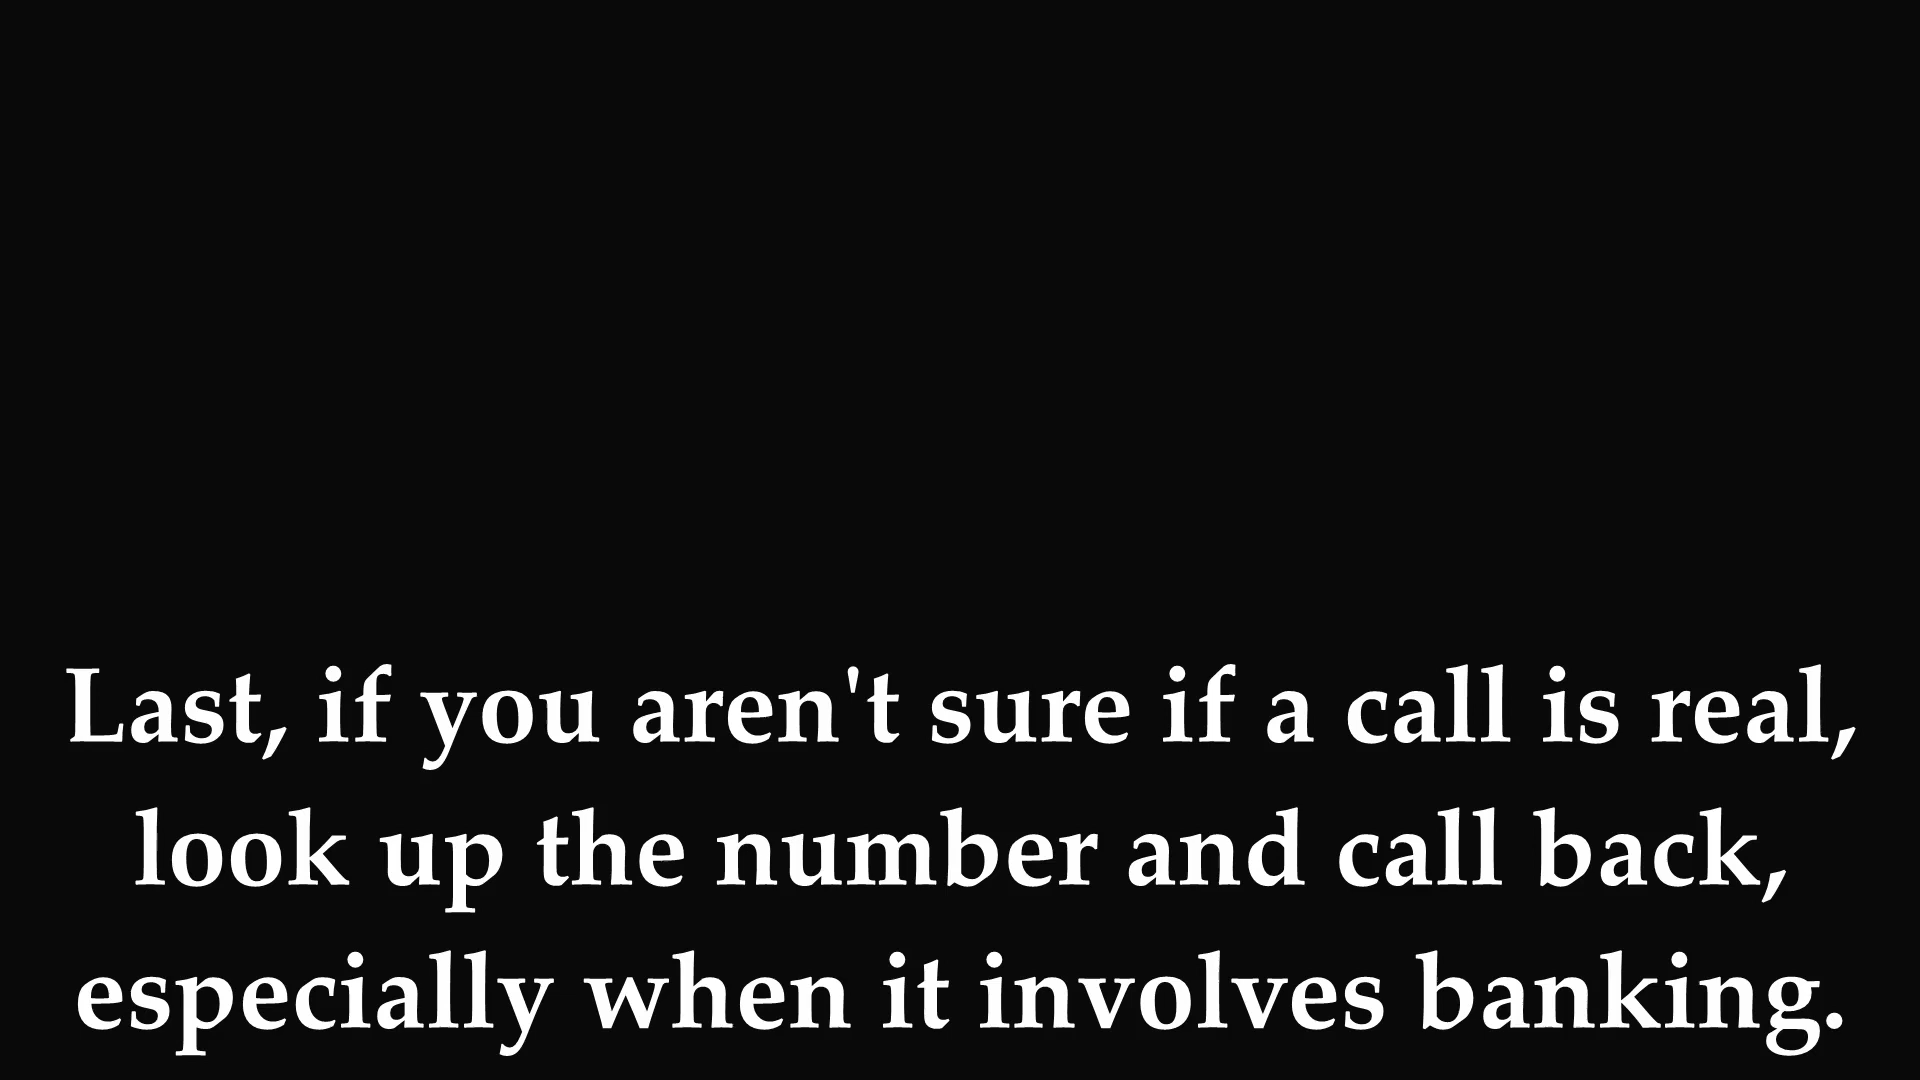 Last, if you aren't sure if a call is real,
look up the number and call back,
especially when it involves banking.